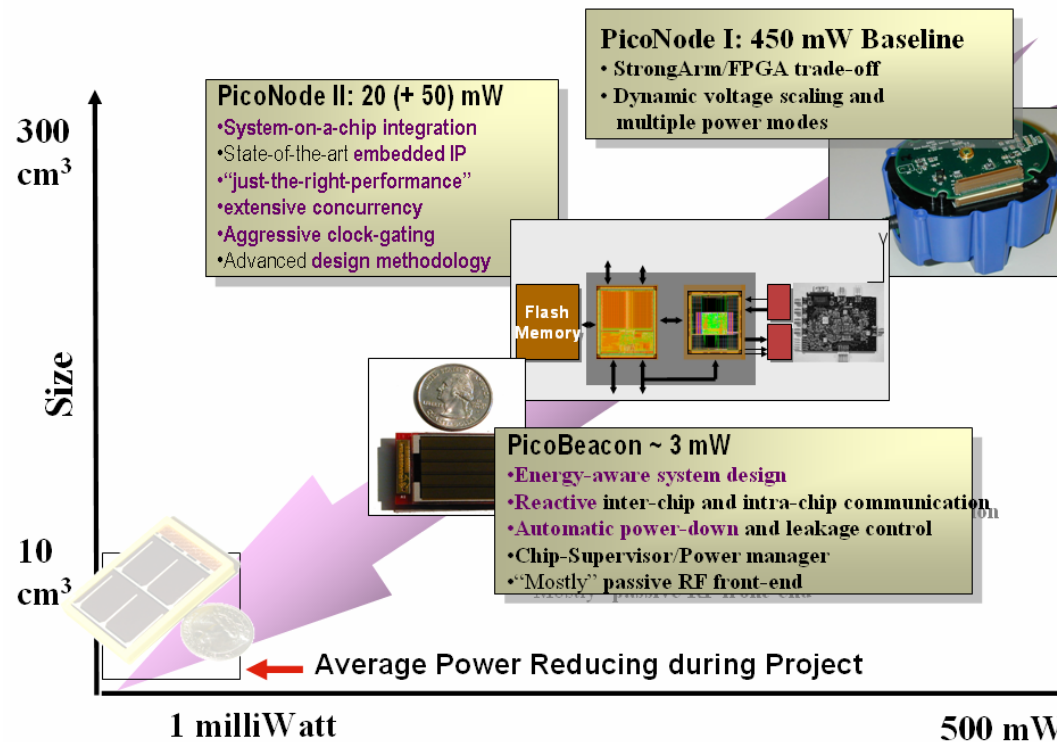 PicoNode I: 450 mW Baseline
• StrongArm/FPGA trade-off
• Dynamic voltage scaling and
multiple power modes
PicoNode II: 20 (+ 50) mW
•System-on-a-chip integration
•State-of-the-art embedded IP
•“just-the-right-performance”
•extensive concurrency
•Aggressive clock-gating
•Advanced design methodology
300
cm3
Size
Flash
Memory
PicoBeacon ~ 3 mW
•Energy-aware system design
•Reactive inter-chip and intra-chip communication
•Automatic power-down and leakage control
•Chip-Supervisor/Power manager
•“Mostly” passive RF front-end
10
cm3
Average Power Reducing during Project
1 milliWatt
500 mW